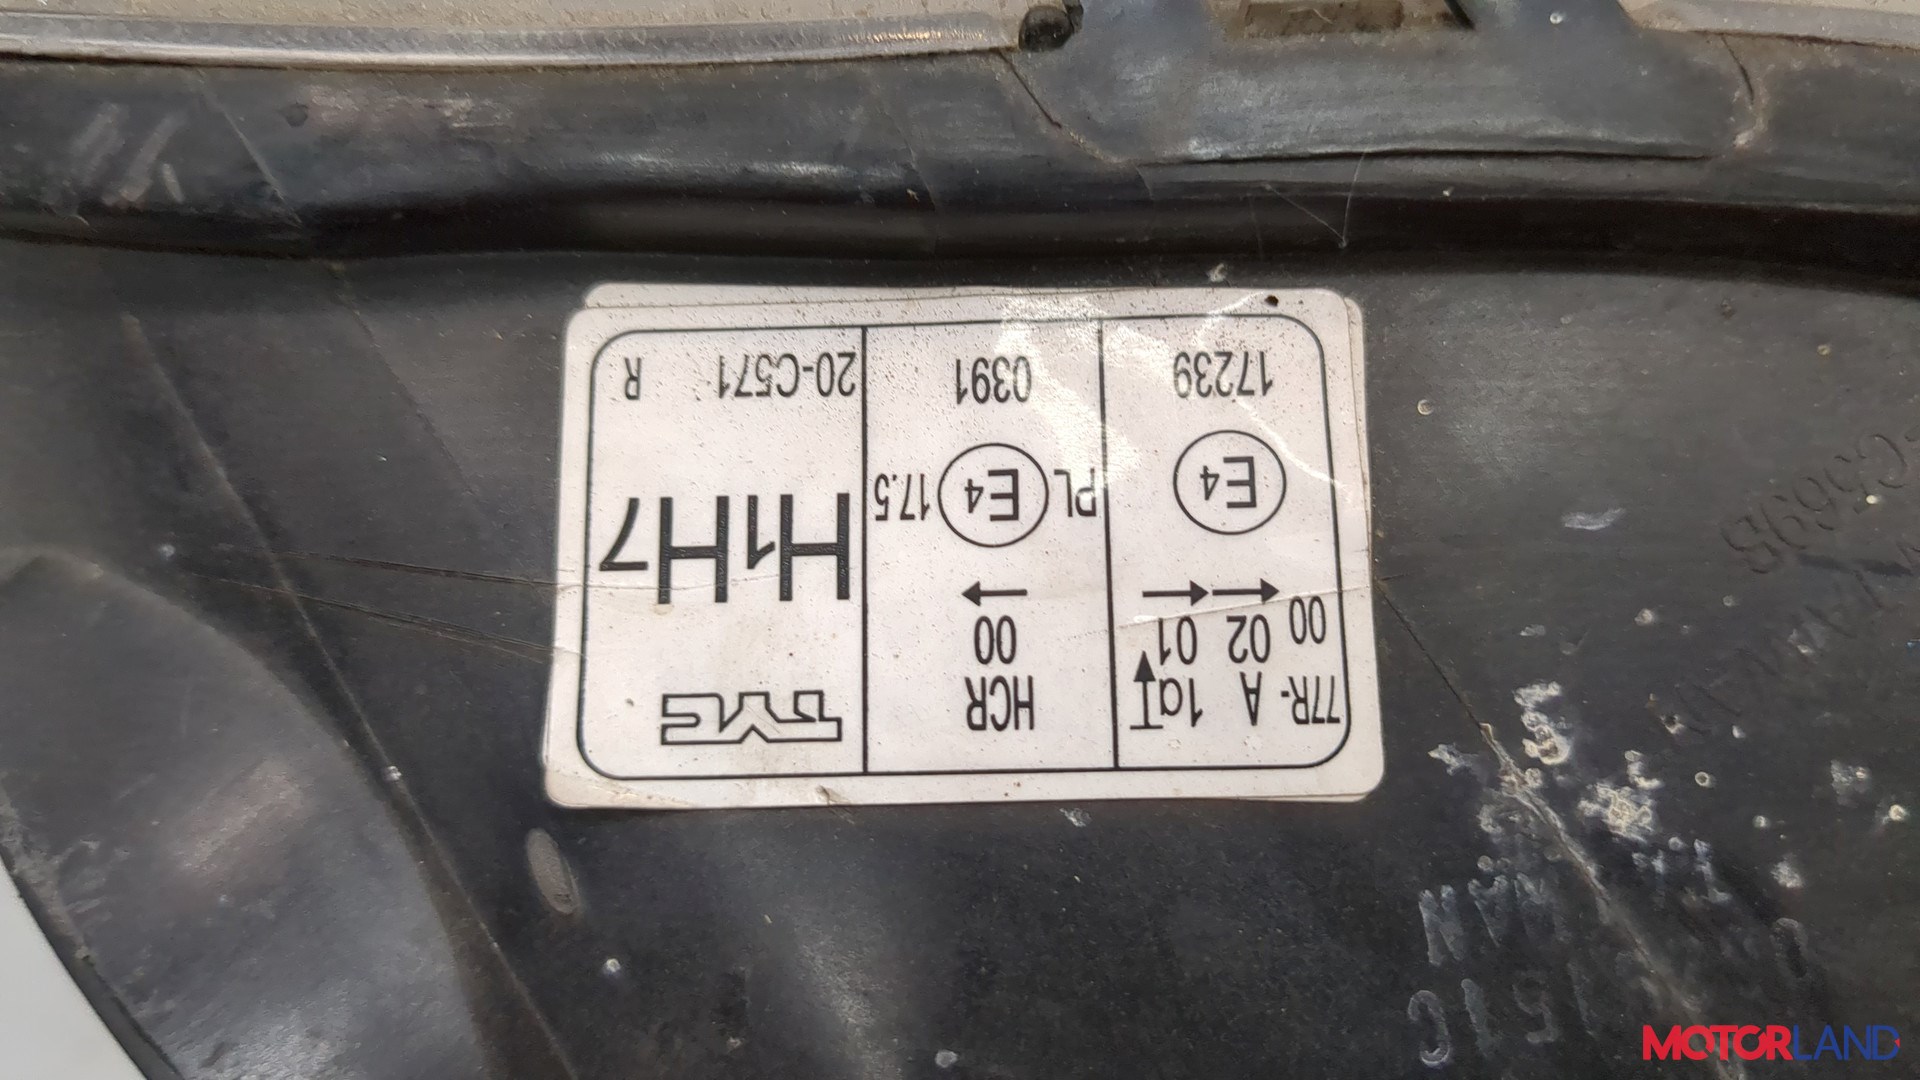 77R- A 1a
00 02 01
← ←
E4
17239
HCR
00
→
PL E4 17.5
0391
TYC
H1H7
20-C571 R
MOTORLAND